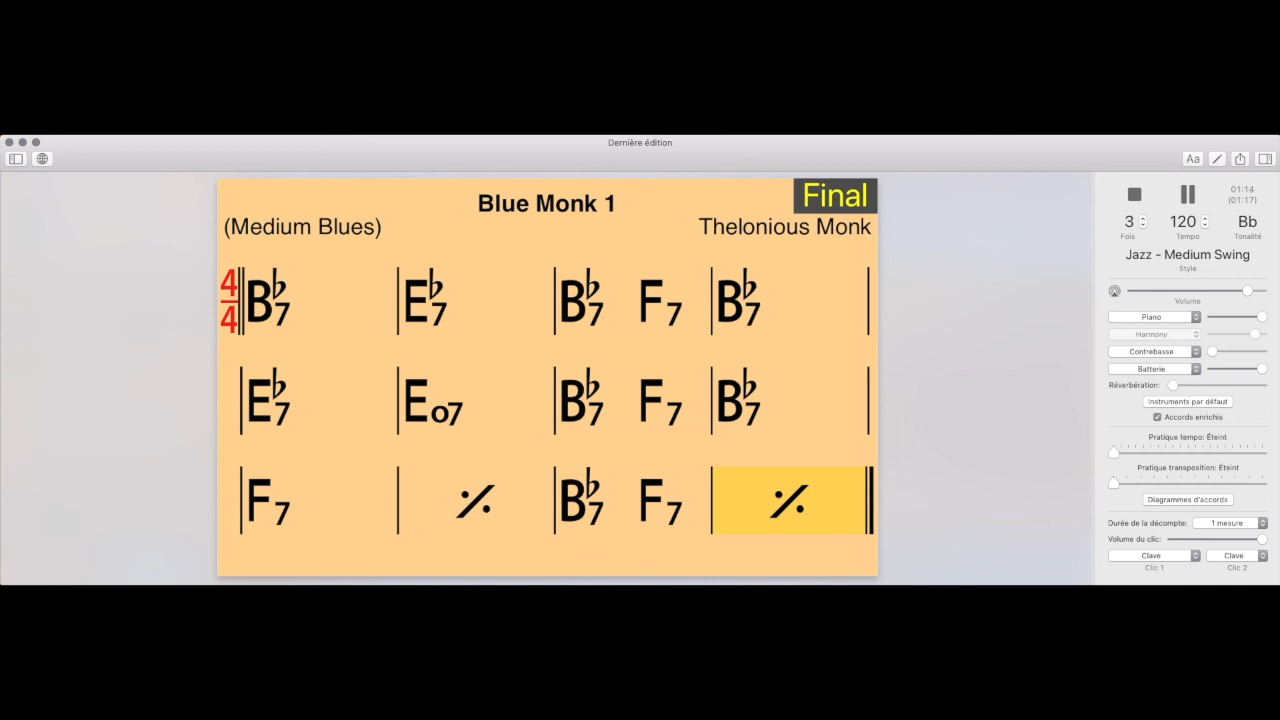 Dernière édition
Aa
Final
Blue Monk 1
(Medium Blues) Thelonious Monk
4/4 B♭7 E♭7 B♭7 F7 B♭7
E♭7 Eo7 B♭7 F7 B♭7
F7 𝄎 B♭7 F7 𝄎
01:14
(01:17)
3 120 Bb
Fois Tempo Tonalité
Jazz - Medium Swing
Style
Volume
Piano
Harmony
Contrebasse
Batterie
Réverbération:
Instruments par défaut
Accords enrichis
Pratique tempo: Éteint
Pratique transposition: Éteint
Diagrammes d'accords
Durée de la décompte: 1 mesure
Volume du clic:
Clave Clave
Clic 1 Clic 2